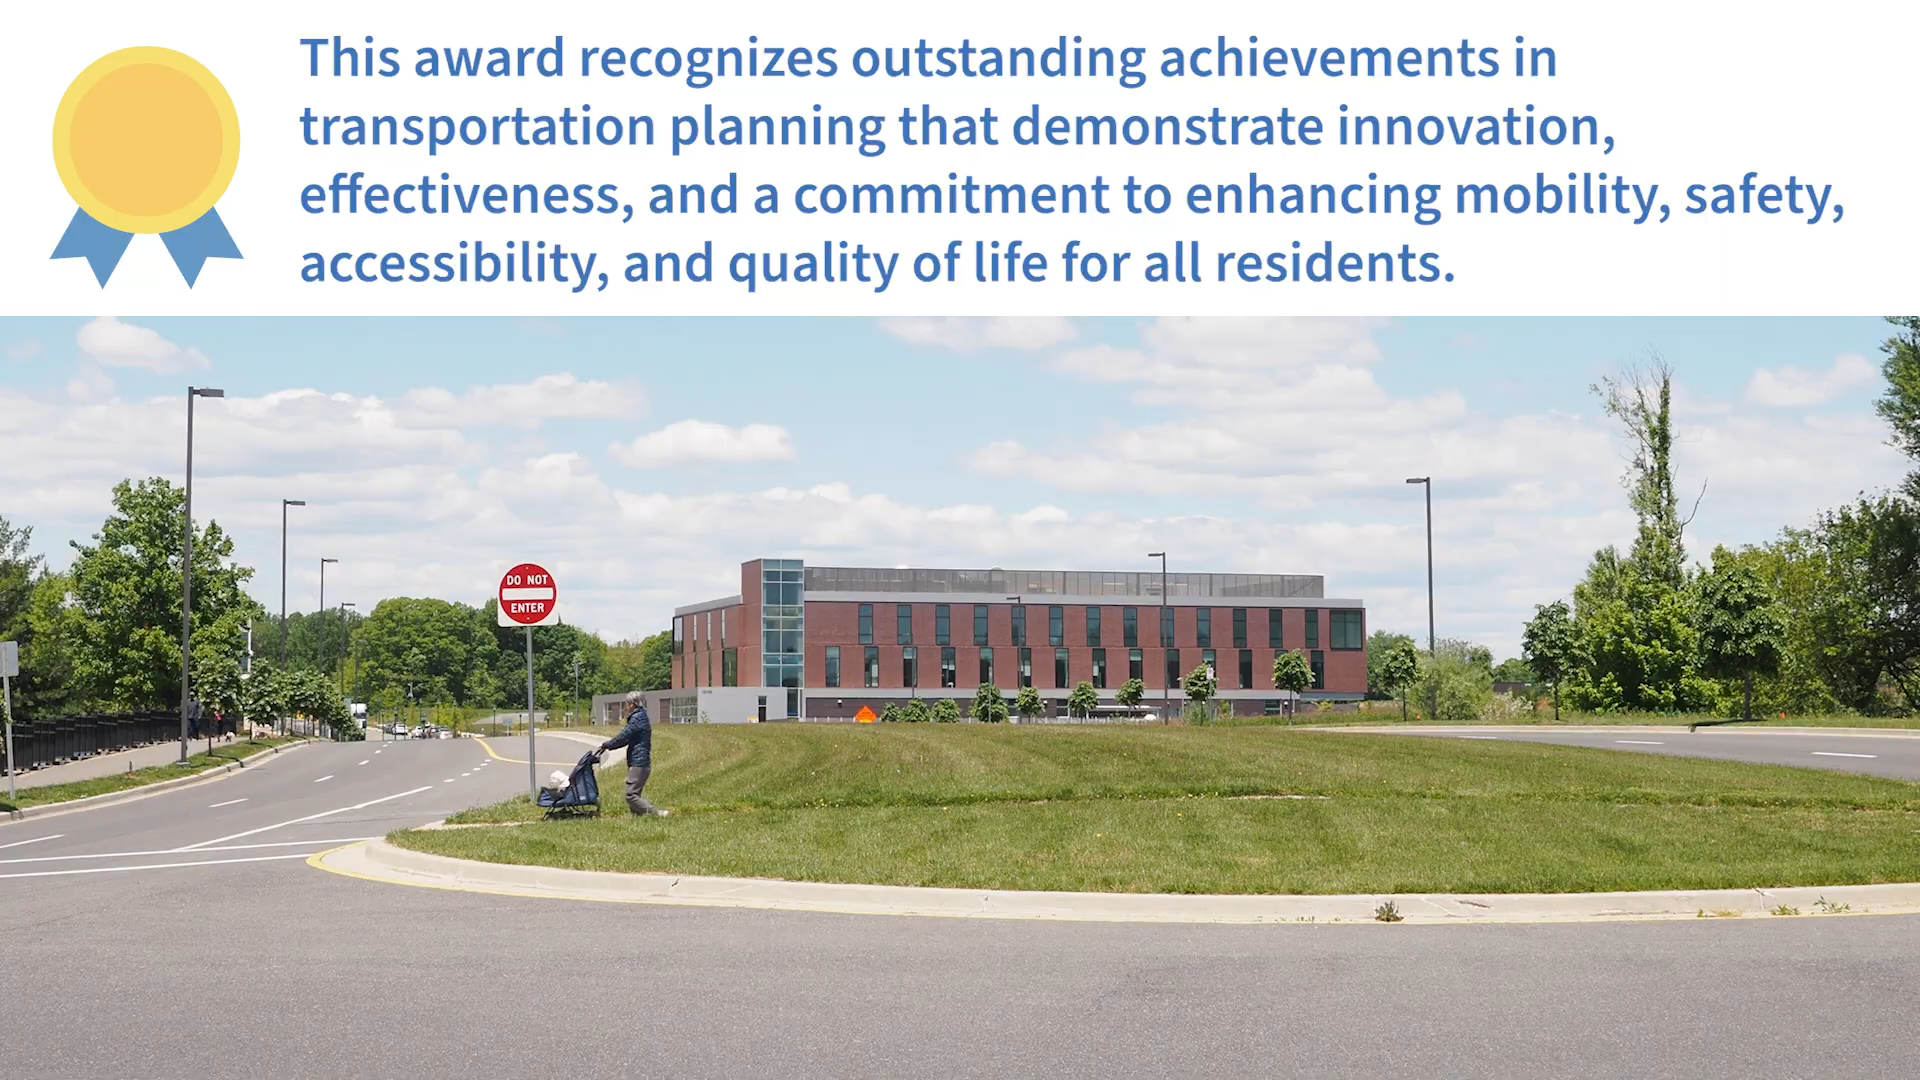 This award recognizes outstanding achievements in
transportation planning that demonstrate innovation,
effectiveness, and a commitment to enhancing mobility, safety,
accessibility, and quality of life for all residents.
DO NOT
ENTER